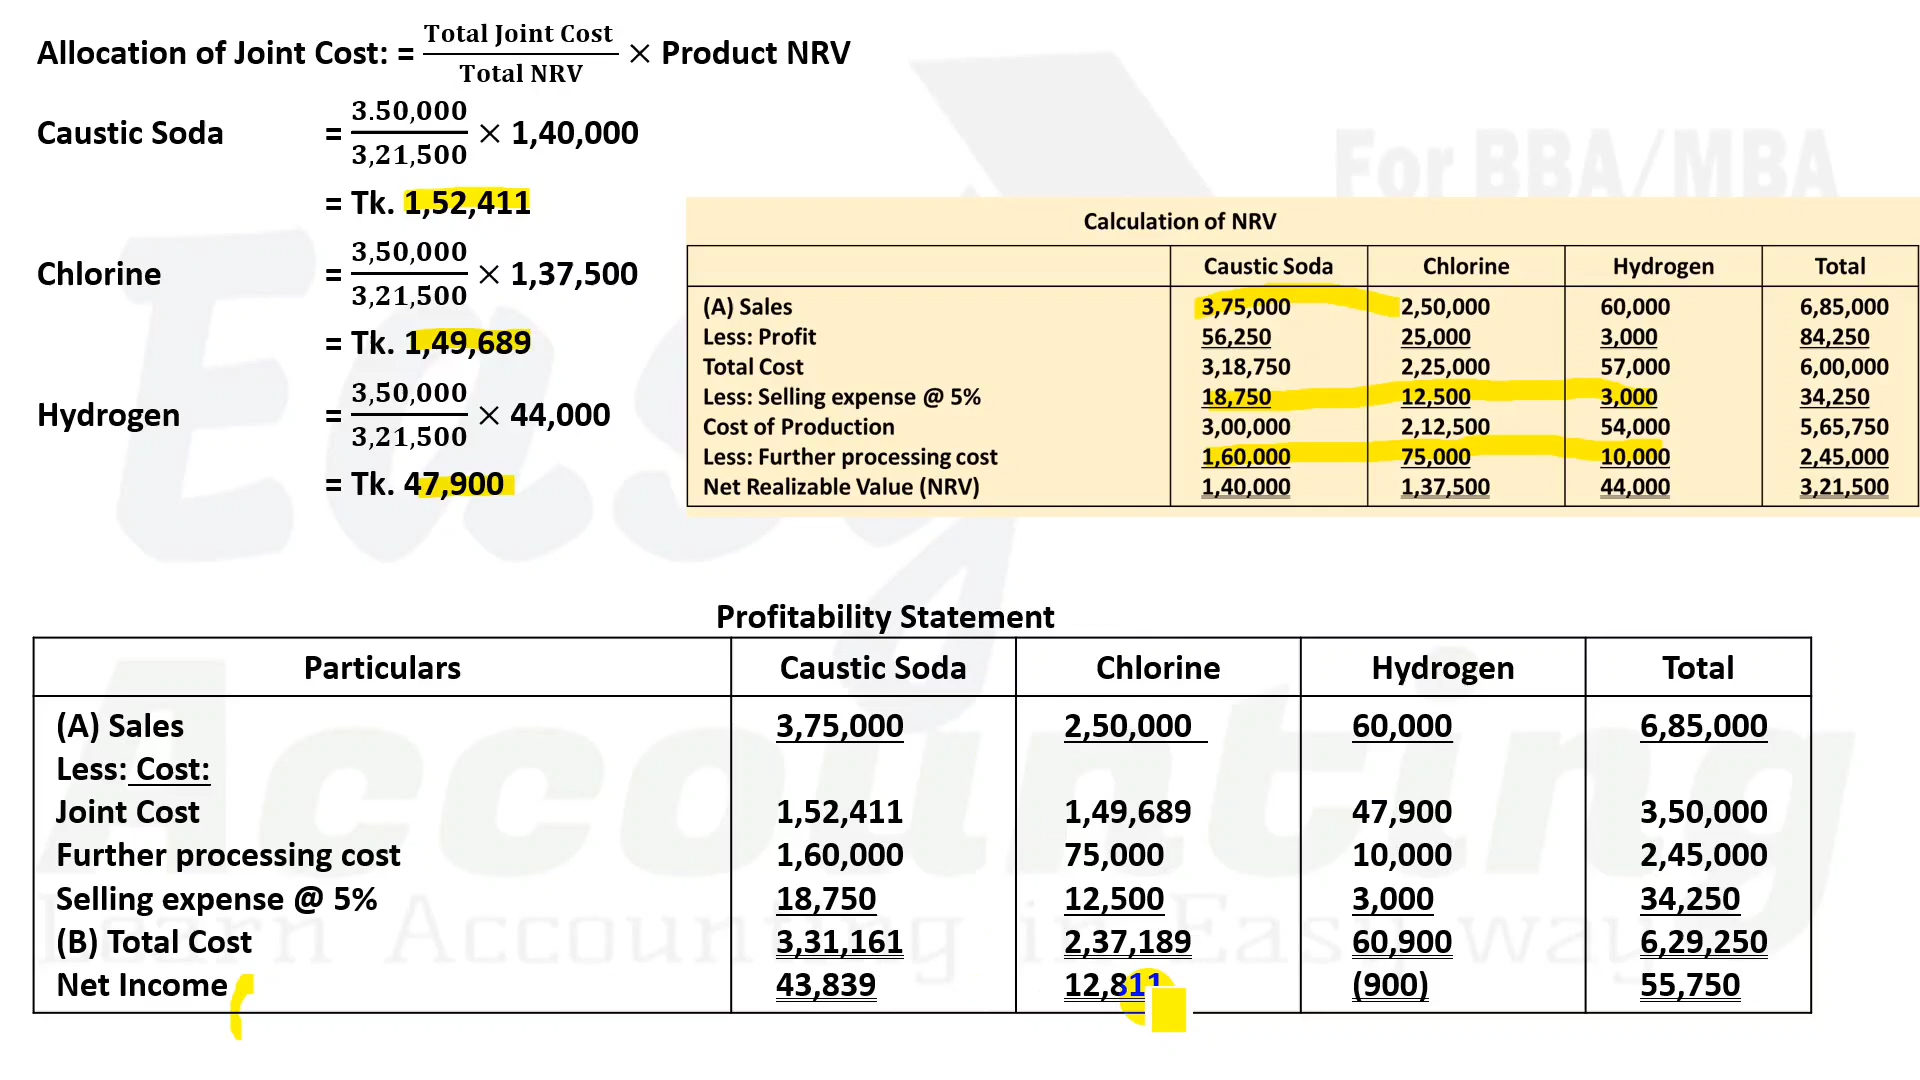 Allocation of Joint Cost: = Total Joint Cost / Total NRV × Product NRV
Caustic Soda = 3.50,000 / 3,21,500 × 1,40,000
= Tk. 1,52,411
Chlorine = 3,50,000 / 3,21,500 × 1,37,500
= Tk. 1,49,689
Hydrogen = 3,50,000 / 3,21,500 × 44,000
= Tk. 47,900
For BBA/MBA
Calculation of NRV
Caustic Soda Chlorine Hydrogen Total
(A) Sales 3,75,000 2,50,000 60,000 6,85,000
Less: Profit 56,250 25,000 3,000 84,250
Total Cost 3,18,750 2,25,000 57,000 6,00,000
Less: Selling expense @ 5% 18,750 12,500 3,000 34,250
Cost of Production 3,00,000 2,12,500 54,000 5,65,750
Less: Further processing cost 1,60,000 75,000 10,000 2,45,000
Net Realizable Value (NRV) 1,40,000 1,37,500 44,000 3,21,500
Easy
Accounting
Learn Accounting in Easy way
Profitability Statement
Particulars Caustic Soda Chlorine Hydrogen Total
(A) Sales 3,75,000 2,50,000 60,000 6,85,000
Less: Cost:
Joint Cost 1,52,411 1,49,689 47,900 3,50,000
Further processing cost 1,60,000 75,000 10,000 2,45,000
Selling expense @ 5% 18,750 12,500 3,000 34,250
(B) Total Cost 3,31,161 2,37,189 60,900 6,29,250
Net Income 43,839 12,811 (900) 55,750